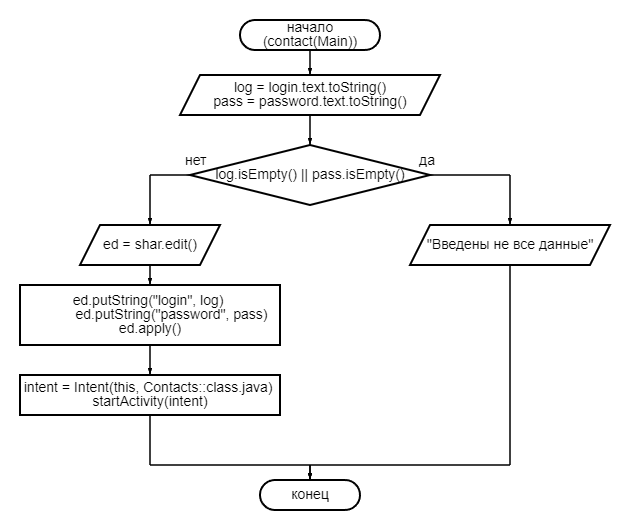 начало
(contact(Main))
log = login.text.toString()
pass = password.text.toString()
нет
да
log.isEmpty() || pass.isEmpty()
ed = shar.edit()
"Введены не все данные"
ed.putString("login", log)
ed.putString("password", pass)
ed.apply()
intent = Intent(this, Contacts::class.java)
startActivity(intent)
конец